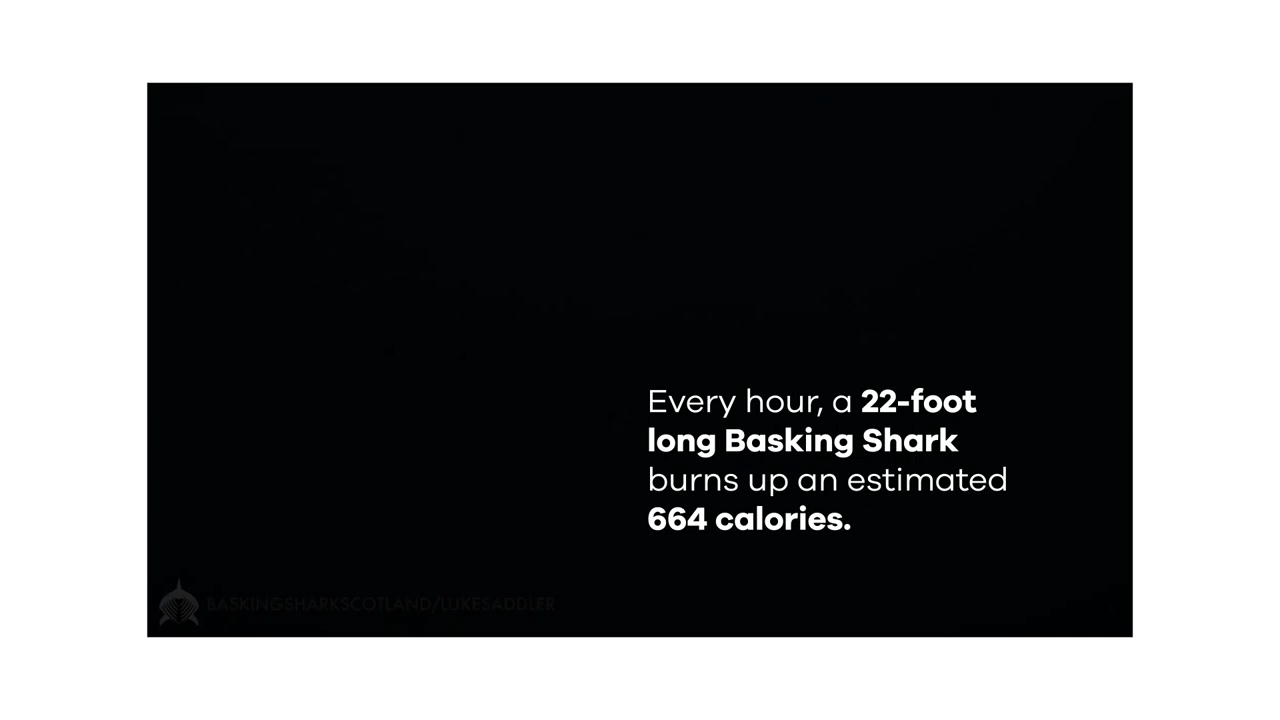 Every hour, a 22-foot
long Basking Shark
burns up an estimated
664 calories.
BASKINGSHARKSCOTLAND/LUKESADDLER